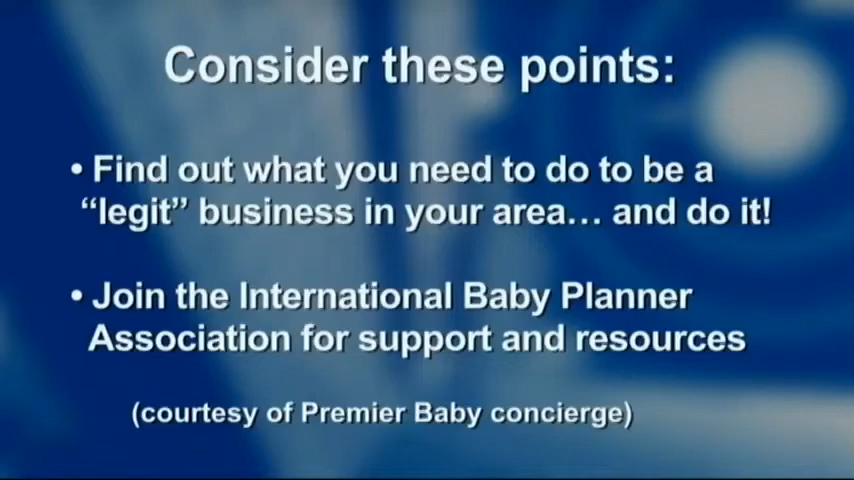 Consider these points:
• Find out what you need to do to be a
“legit” business in your area... and do it!
• Join the International Baby Planner
Association for support and resources
(courtesy of Premier Baby concierge)